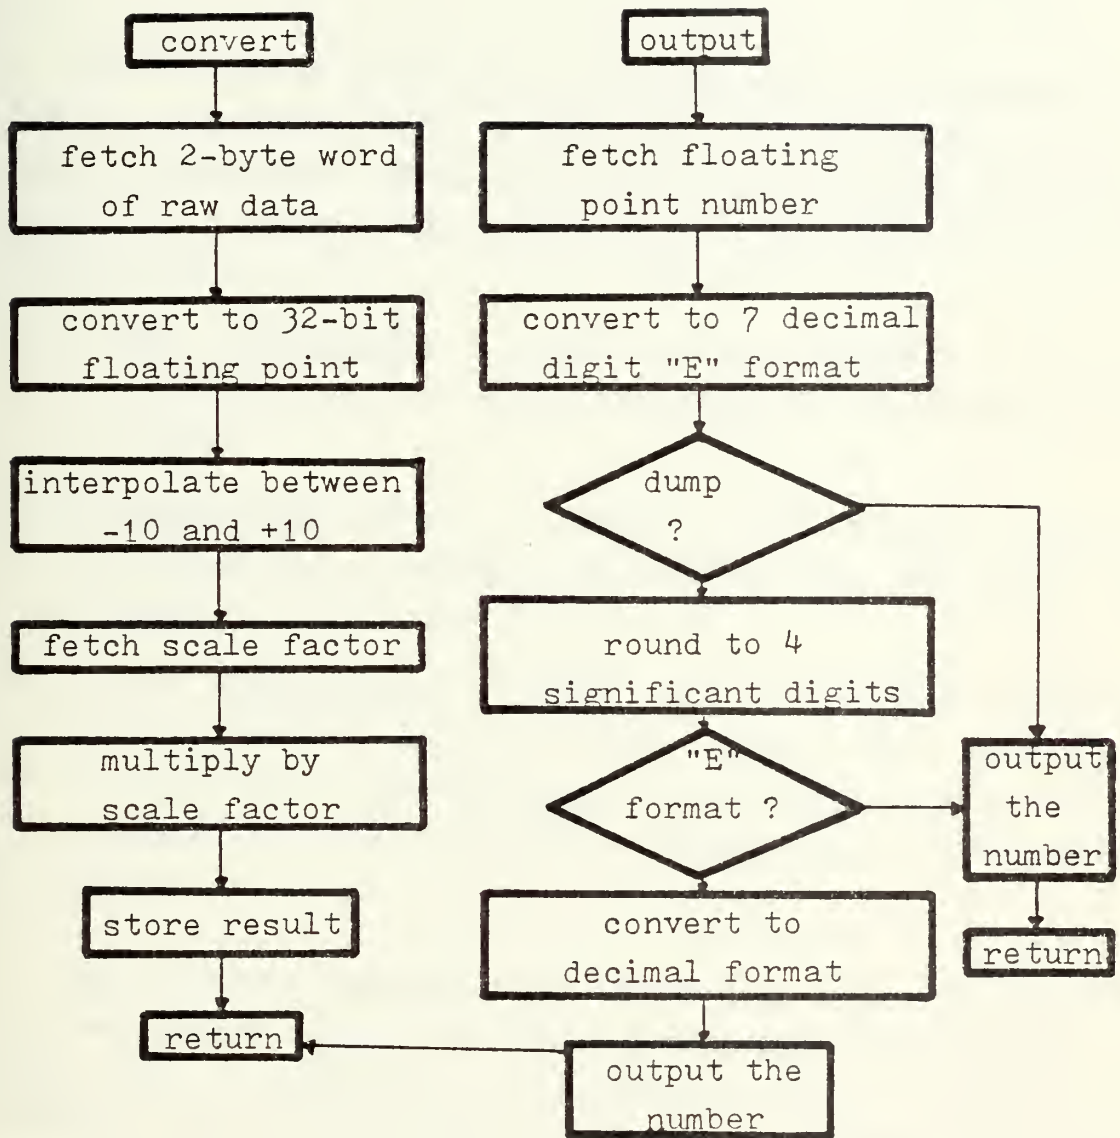 convert
fetch 2-byte word
of raw data
convert to 32-bit
floating point
interpolate between
-10 and +10
fetch scale factor
multiply by
scale factor
store result
return
output
fetch floating
point number
convert to 7 decimal
digit "E" format
dump
?
round to 4
significant digits
"E"
format ?
convert to
decimal format
output the
number
output
the
number
return